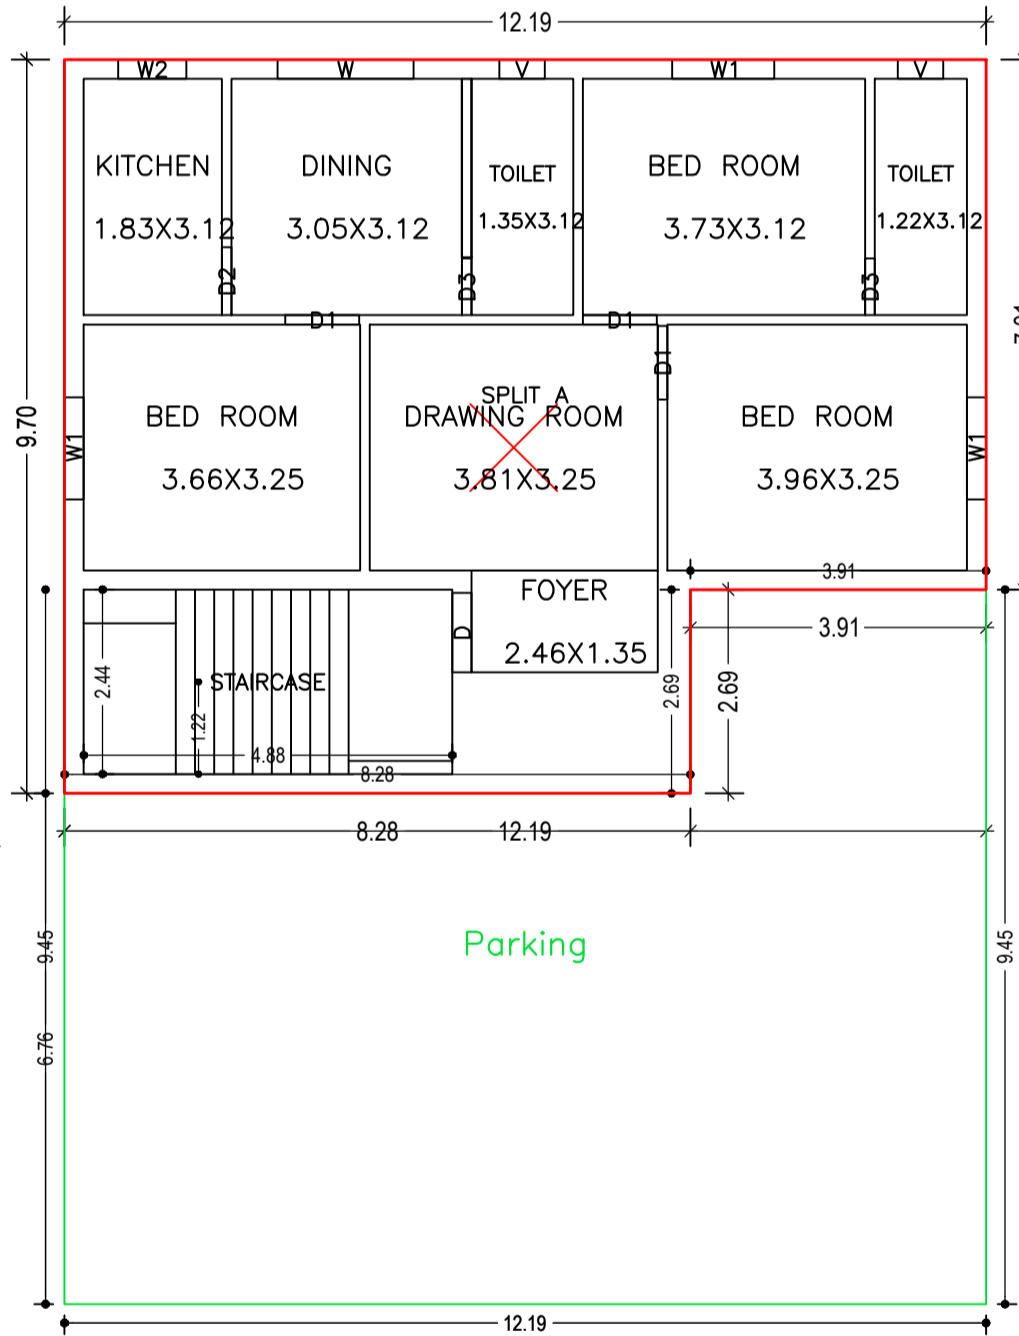 12.19
W2
W
V
W1
V
KITCHEN
1.83X3.12
DINING
3.05X3.12
TOILET
1.35X3.12
BED ROOM
3.73X3.12
TOILET
1.22X3.12
D2
D3
D3
D1
D1
D1
9.70
W1
BED ROOM
3.66X3.25
SPLIT A
DRAWING ROOM
3.81X3.25
BED ROOM
3.96X3.25
W1
3.91
FOYER
2.46X1.35
D
3.91
2.44
STAIRCASE
1.22
4.88
8.28
2.69
2.69
8.28
12.19
Parking
9.45
6.76
9.45
12.19